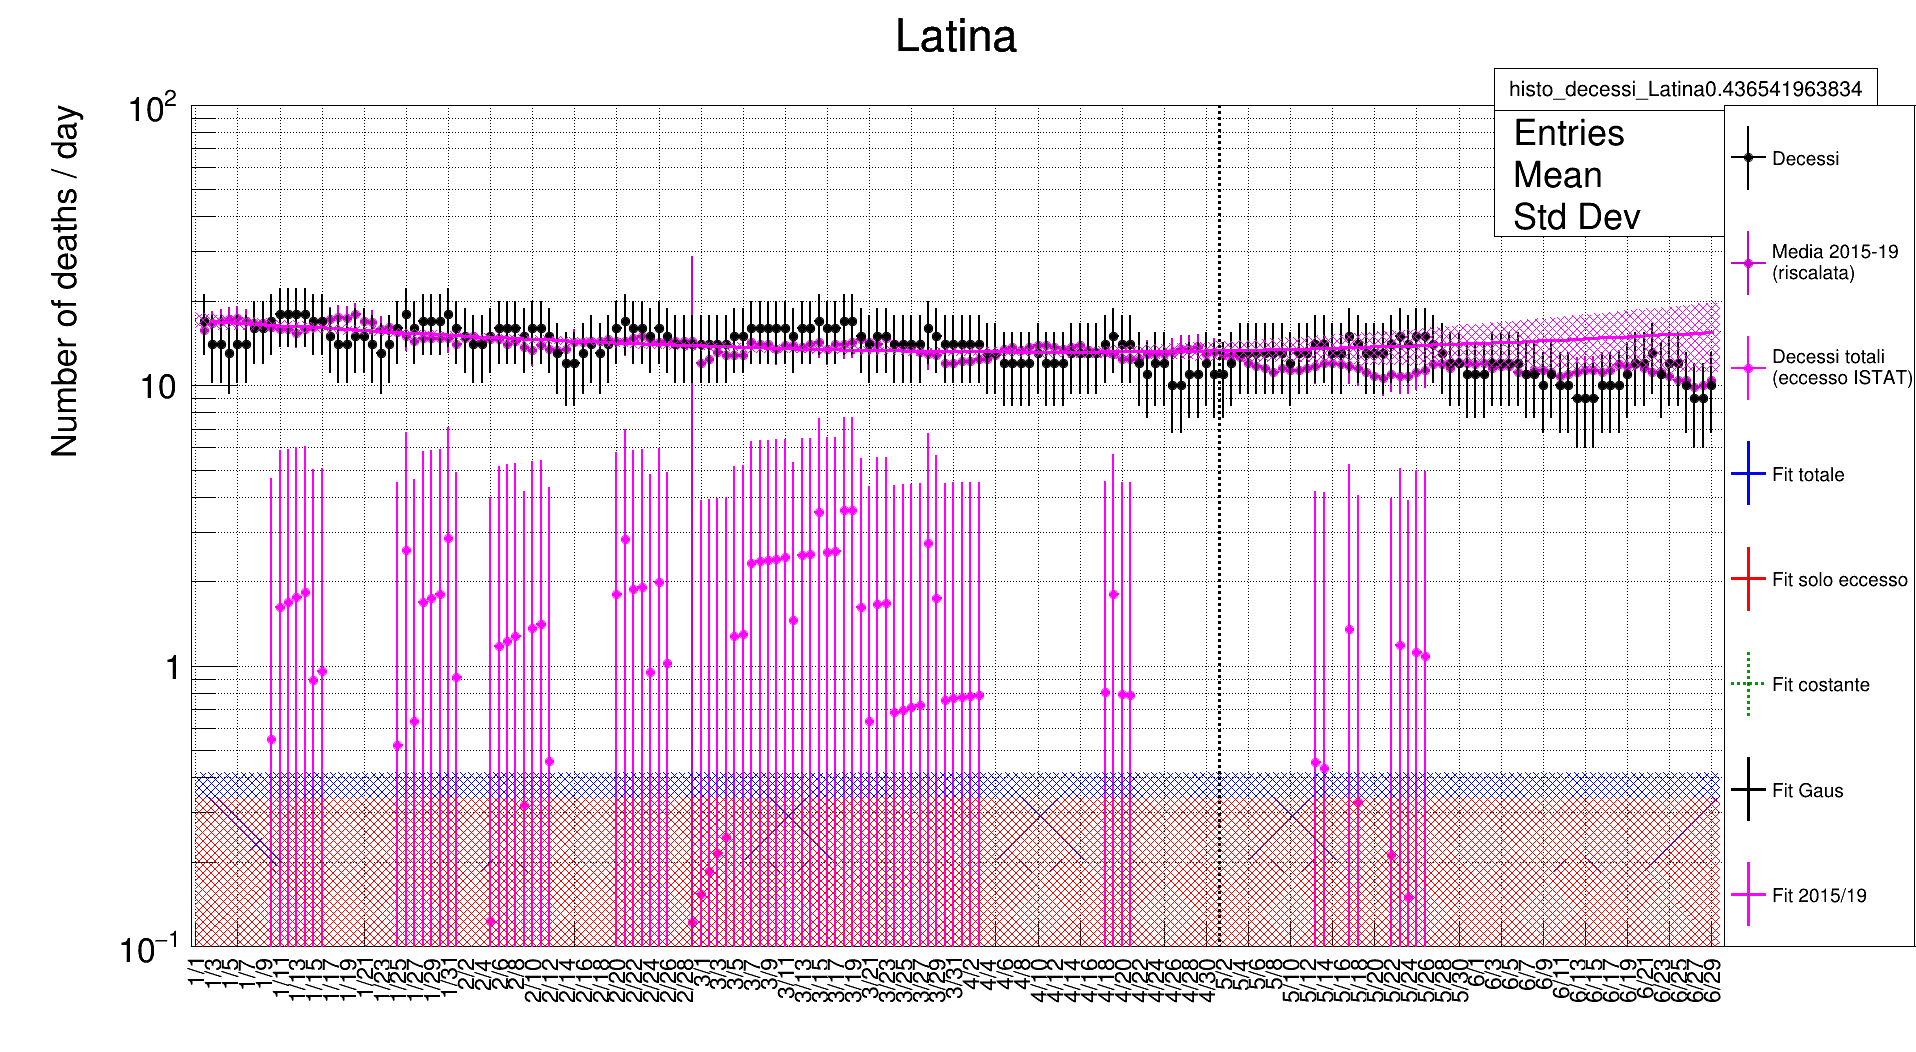 Latina
Number of deaths / day
10²
10
1
10⁻¹
histo_decessi_Latina0.436541963834
Entries
Mean
Std Dev
Decessi
Media 2015-19
(riscalata)
Decessi totali
(eccesso ISTAT)
Fit totale
Fit solo eccesso
Fit costante
Fit Gaus
Fit 2015/19
1/1 1/3 1/5 1/7 1/9 1/11 1/13 1/15 1/17 1/19 1/21 1/23 1/25 1/27 1/29 1/31 2/2 2/4 2/6 2/8 2/10 2/12 2/14 2/16 2/18 2/20 2/22 2/24 2/26 2/28 3/1 3/3 3/5 3/7 3/9 3/11 3/13 3/15 3/17 3/19 3/21 3/23 3/25 3/27 3/29 3/31 4/2 4/4 4/6 4/8 4/10 4/12 4/14 4/16 4/18 4/20 4/22 4/24 4/26 4/28 4/30 5/2 5/4 5/6 5/8 5/10 5/12 5/14 5/16 5/18 5/20 5/22 5/24 5/26 5/28 5/30 6/1 6/3 6/5 6/7 6/9 6/11 6/13 6/15 6/17 6/19 6/21 6/23 6/25 6/27 6/29